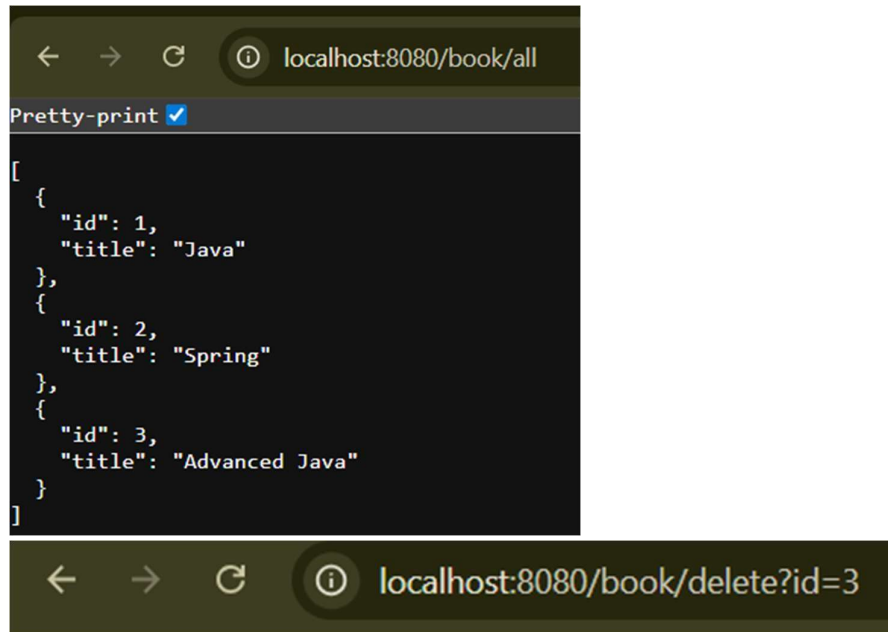 localhost:8080/book/all
Pretty-print
[
  {
    "id": 1,
    "title": "Java"
  },
  {
    "id": 2,
    "title": "Spring"
  },
  {
    "id": 3,
    "title": "Advanced Java"
  }
]
localhost:8080/book/delete?id=3